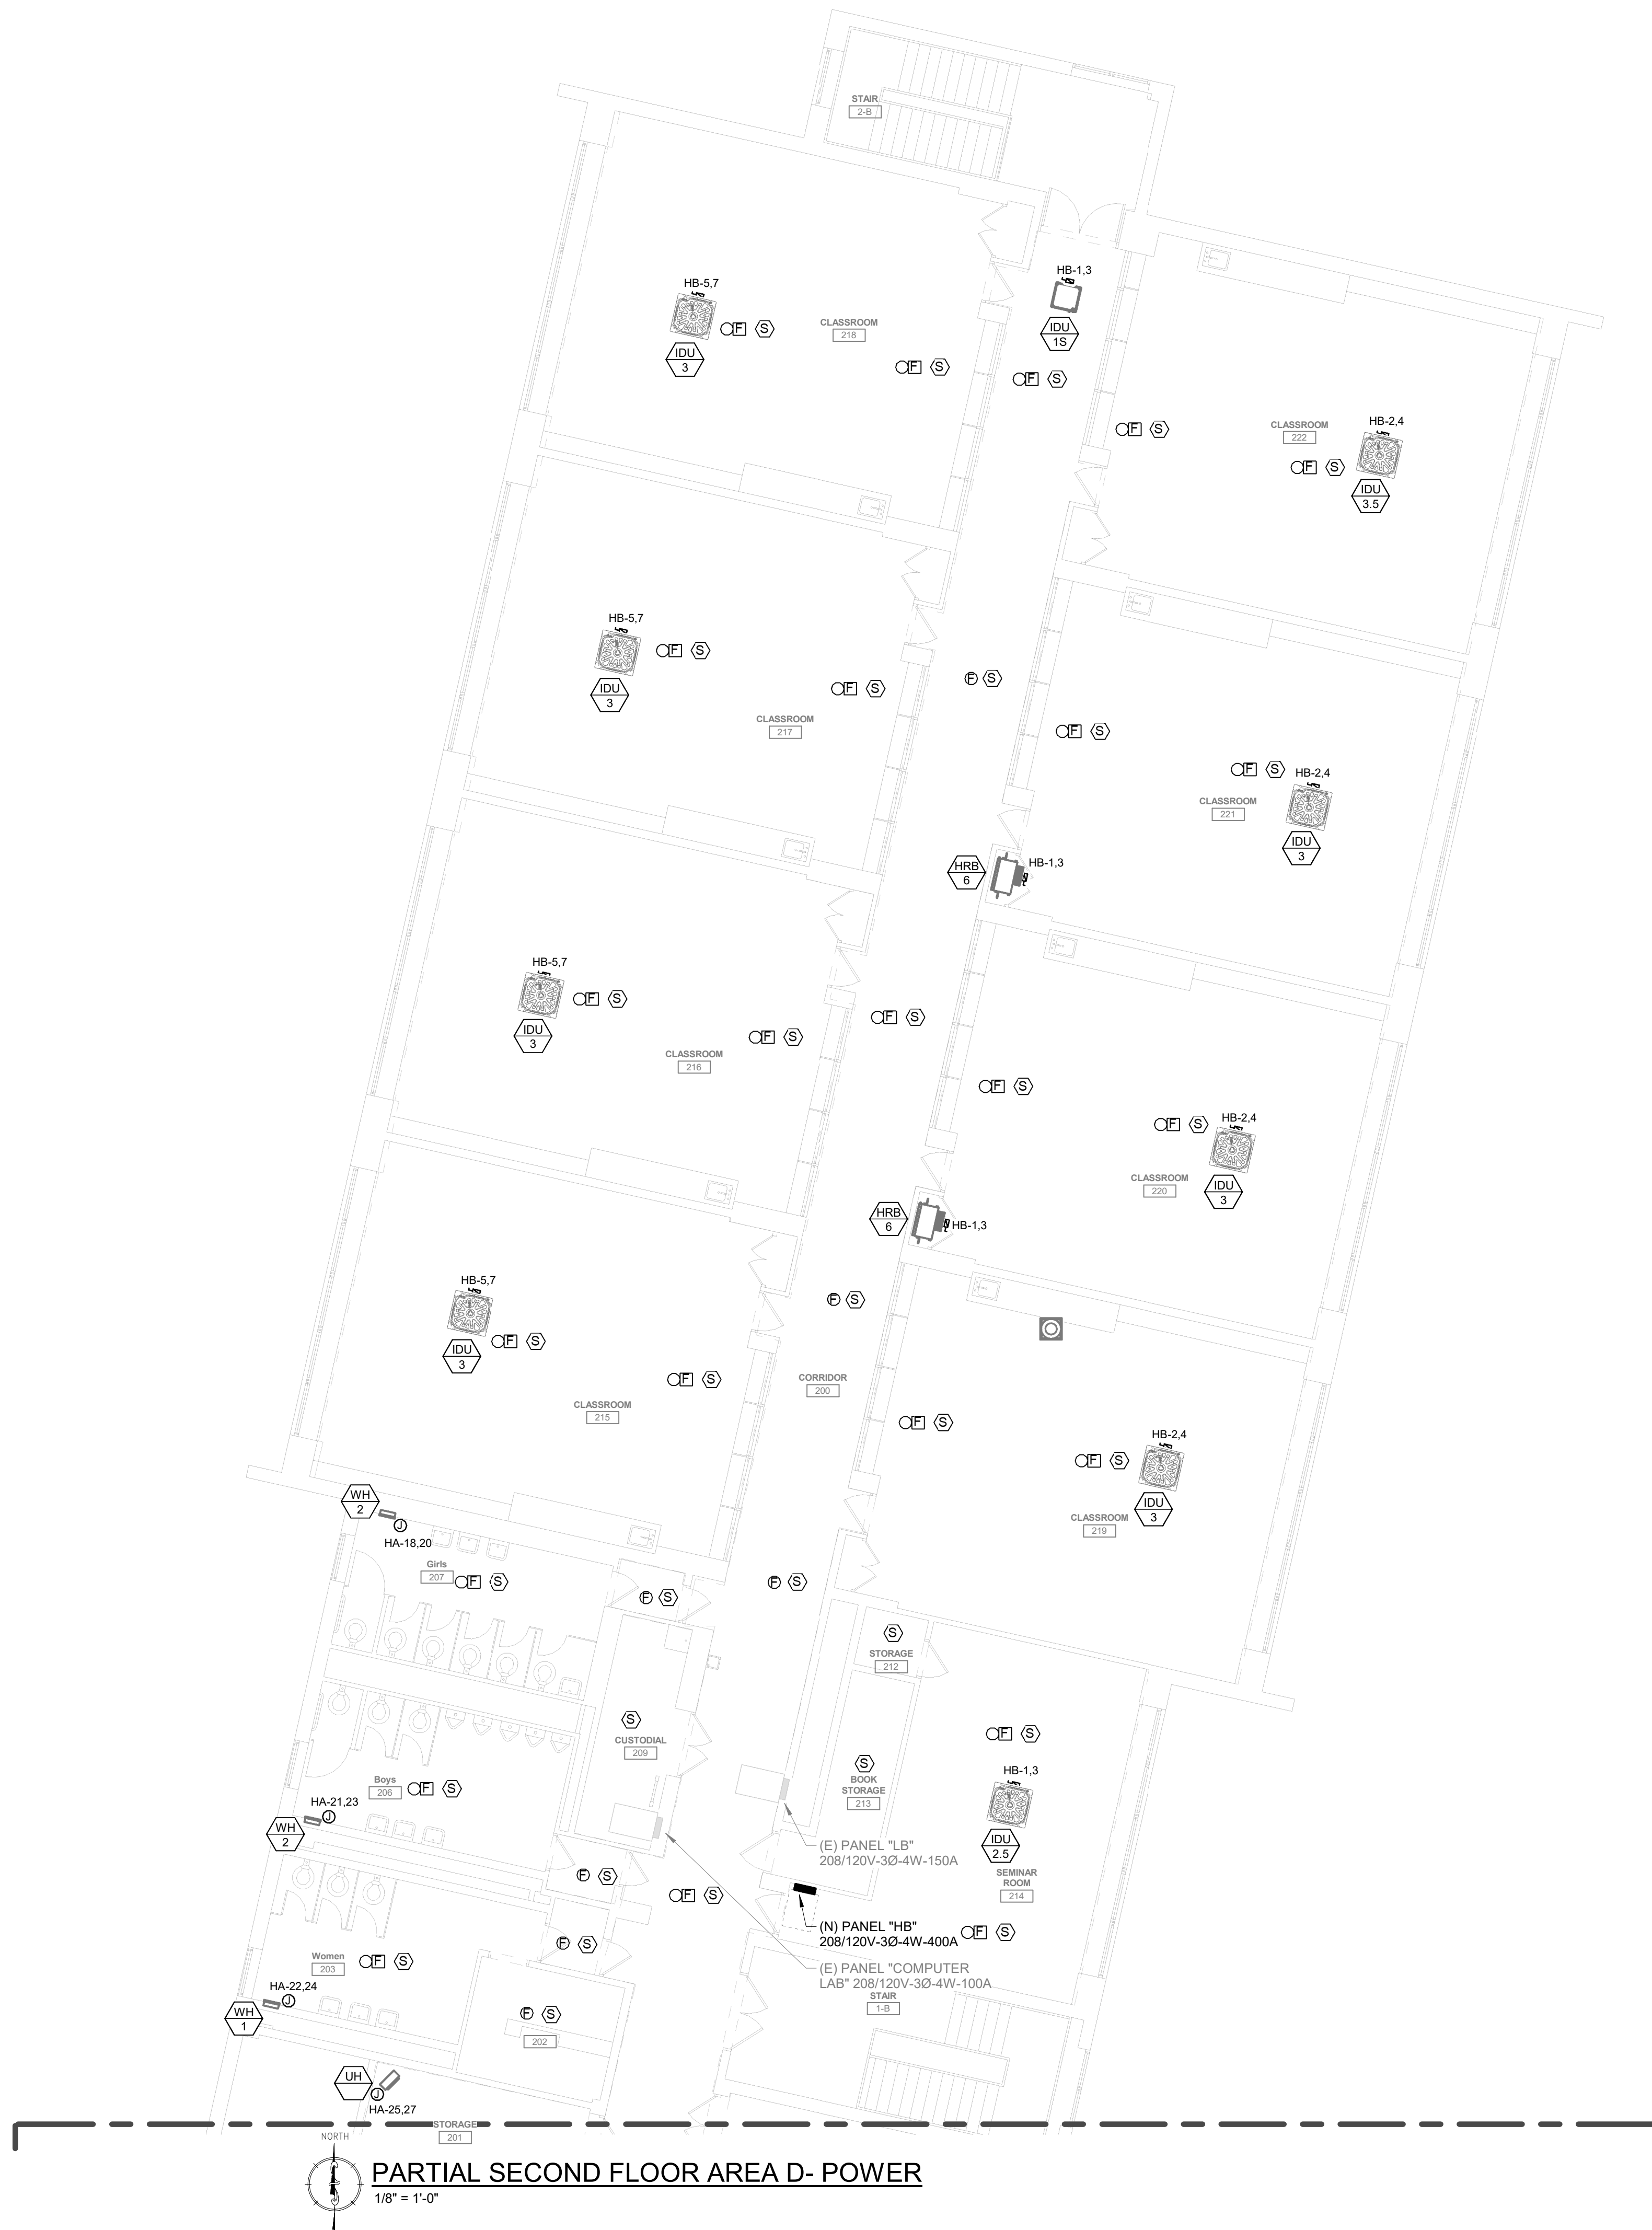 STAIR
2-B
HB-1,3
IDU
1S
HB-5,7
F S
IDU
3
CLASSROOM
218
F S
F S
F S
CLASSROOM
222
HB-2,4
F S
IDU
3.5
HB-5,7
F S
IDU
3
F S
CLASSROOM
217
F S
F S
F S
HB-2,4
CLASSROOM
221
IDU
3
HRB
6
HB-1,3
HB-5,7
F S
IDU
3
F S
CLASSROOM
216
F S
F S
F S
HB-2,4
CLASSROOM
220
IDU
3
HRB
6
HB-1,3
HB-5,7
F S
IDU
3
F S
CLASSROOM
215
F S
CORRIDOR
200
F S
HB-2,4
F S
IDU
3
CLASSROOM
219
WH
2
J
HA-18,20
Girls
207
F S
F S
F S
S
STORAGE
212
S
CUSTODIAL
209
F S
Boys
206
F S
S
BOOK
STORAGE
213
HB-1,3
IDU
2.5
SEMINAR
ROOM
214
HA-21,23
J
WH
2
(E) PANEL "LB"
208/120V-3Ø-4W-150A
F S
F S
(N) PANEL "HB"
208/120V-3Ø-4W-400A
F S
F S
Women
203
F S
(E) PANEL "COMPUTER
LAB" 208/120V-3Ø-4W-100A
STAIR
1-B
HA-22,24
J
WH
1
F S
202
UH
J
HA-25,27
STORAGE
201
NORTH
PARTIAL SECOND FLOOR AREA D- POWER
1/8" = 1'-0"